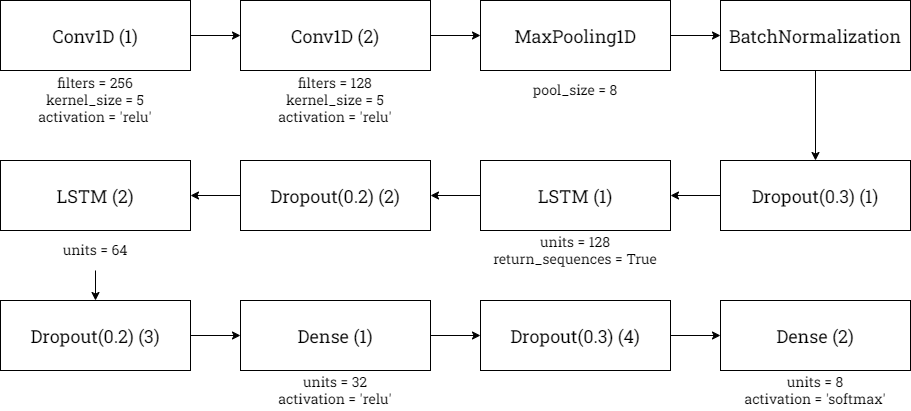 Conv1D (1)
filters = 256
kernel_size = 5
activation = 'relu'
Conv1D (2)
filters = 128
kernel_size = 5
activation = 'relu'
MaxPooling1D
pool_size = 8
BatchNormalization
Dropout(0.3) (1)
LSTM (1)
units = 128
return_sequences = True
Dropout(0.2) (2)
LSTM (2)
units = 64
Dropout(0.2) (3)
Dense (1)
units = 32
activation = 'relu'
Dropout(0.3) (4)
Dense (2)
units = 8
activation = 'softmax'